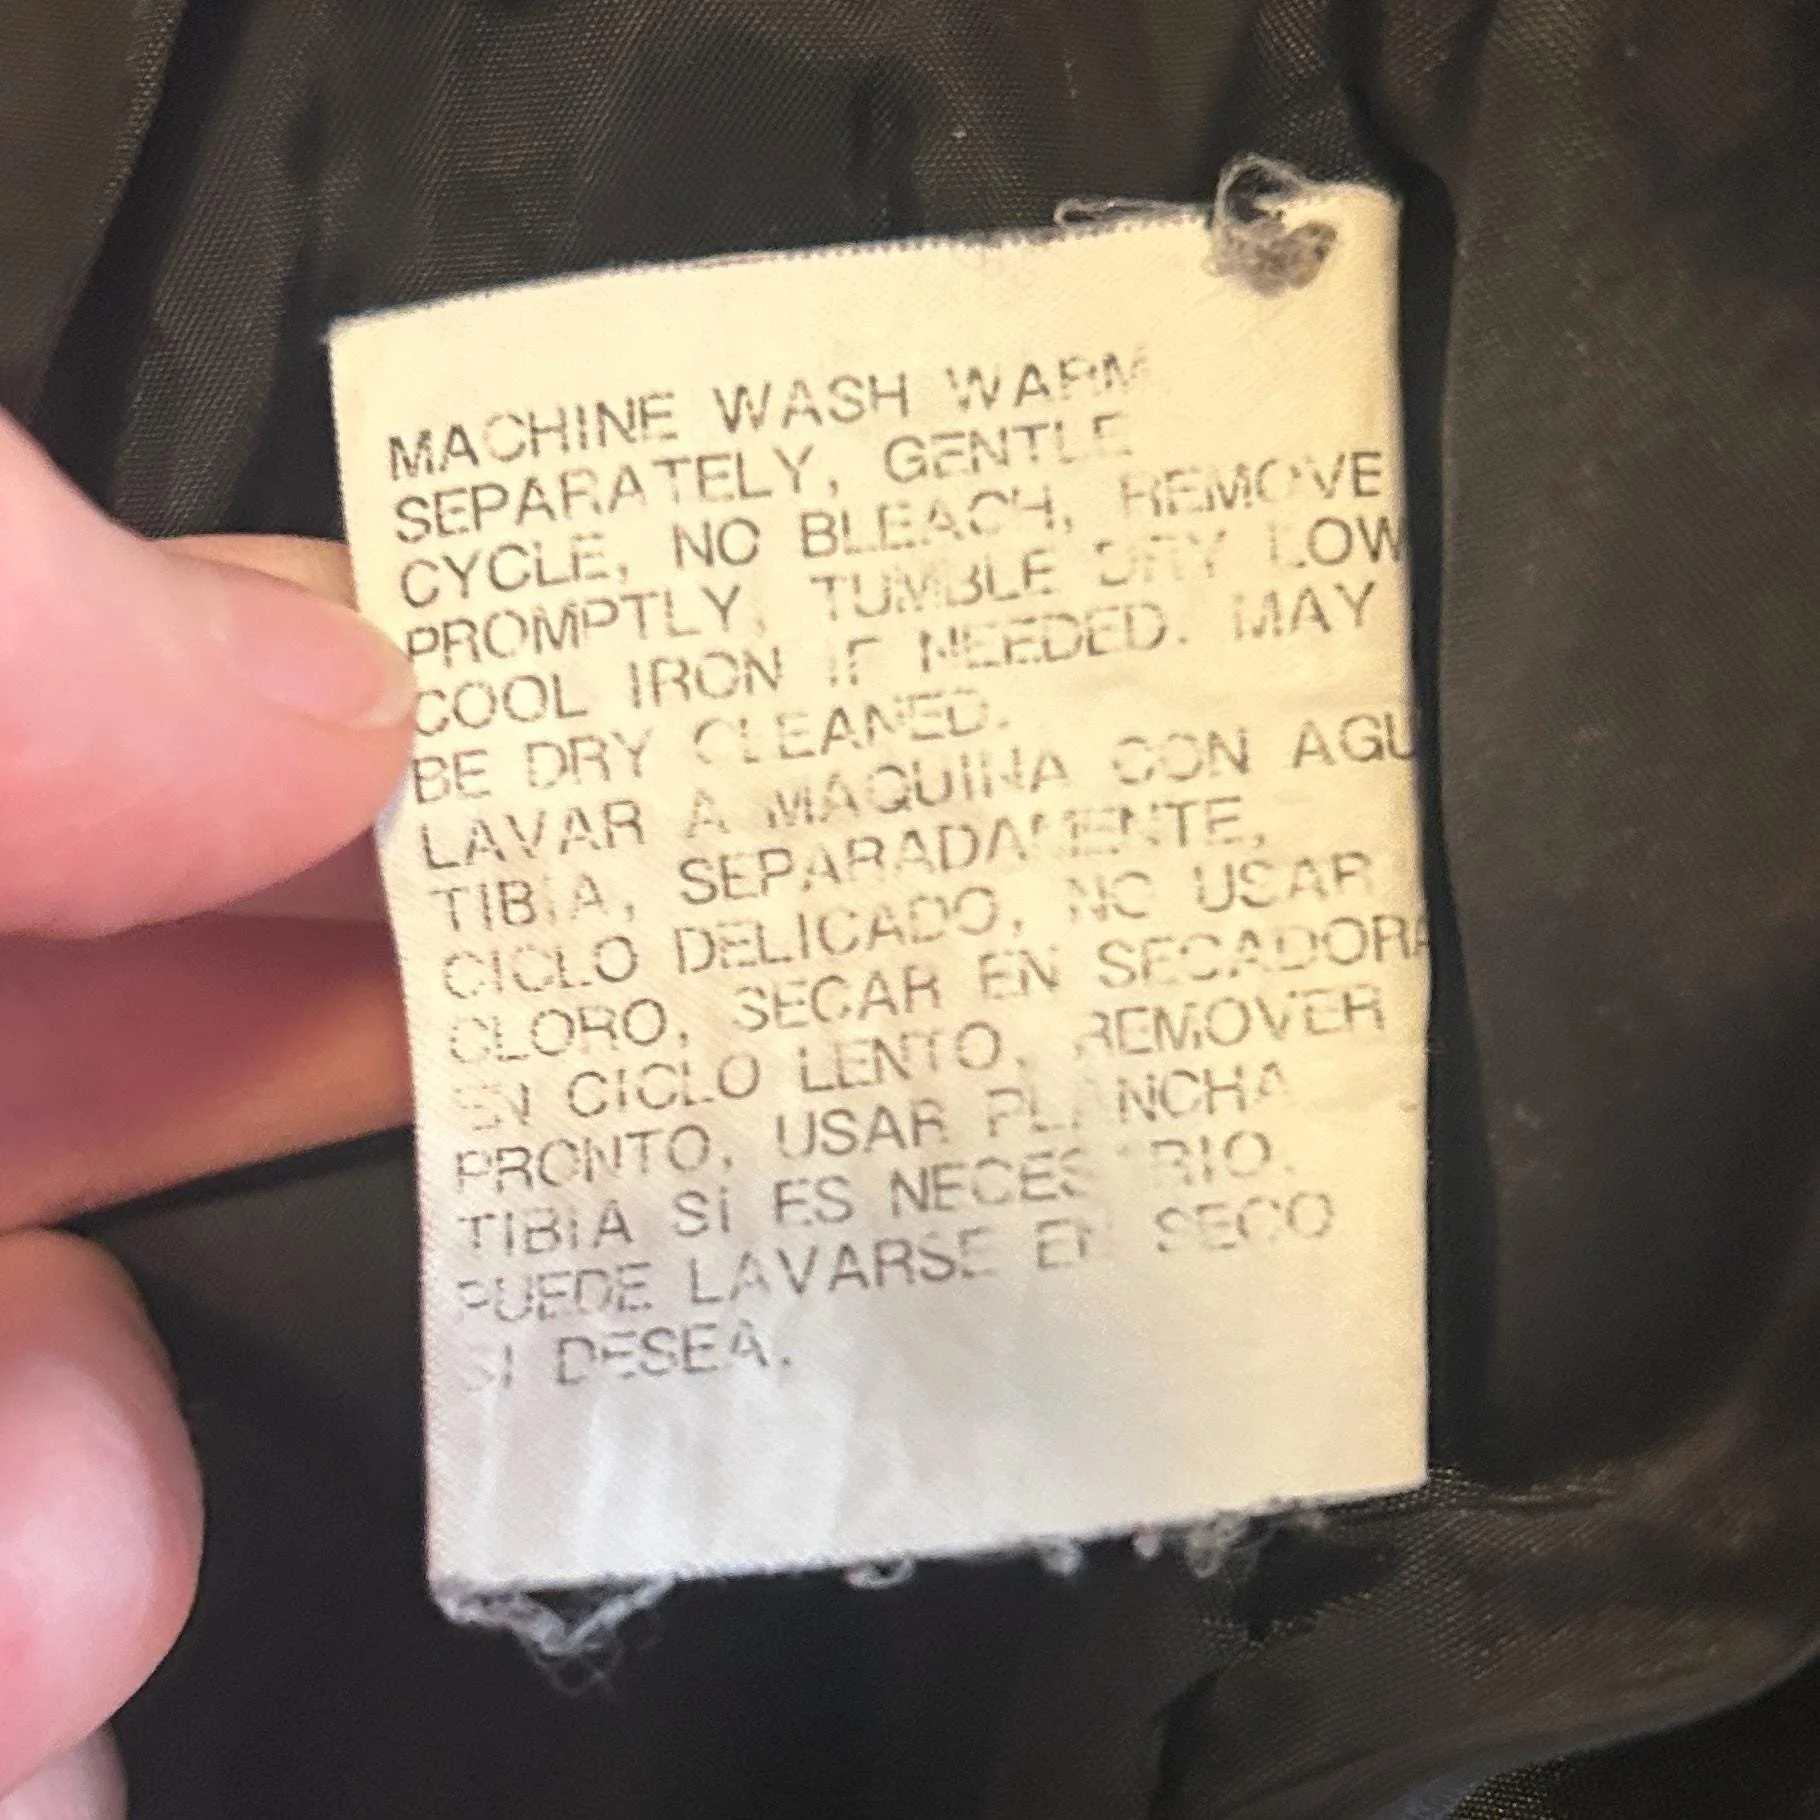 MACHINE WASH WARM
SEPARATELY, GENTLE
CYCLE, NO BLEACH, REMOVE
PROMPTLY, TUMBLE DRY LOW
COOL IRON IF NEEDED. MAY
BE DRY CLEANED.
LAVAR A MAQUINA CON AGU
TIBIA, SEPARADAMENTE,
CICLO DELICADO, NO USAR
CLORO, SECAR EN SECADORA
EN CICLO LENTO, REMOVER
PRONTO, USAR PLANCHA
TIBIA SI ES NECESARIO.
PUEDE LAVARSE EN SECO
SI DESEA.